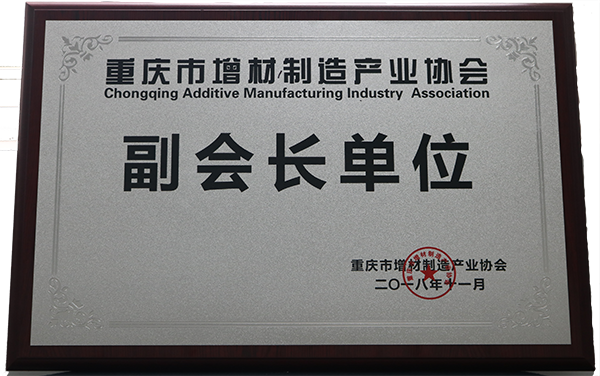 重庆市增材制造产业协会
Chongqing Additive Manufacturing Industry Association
副会长单位
重庆市增材制造产业协会
二〇一八年十一月